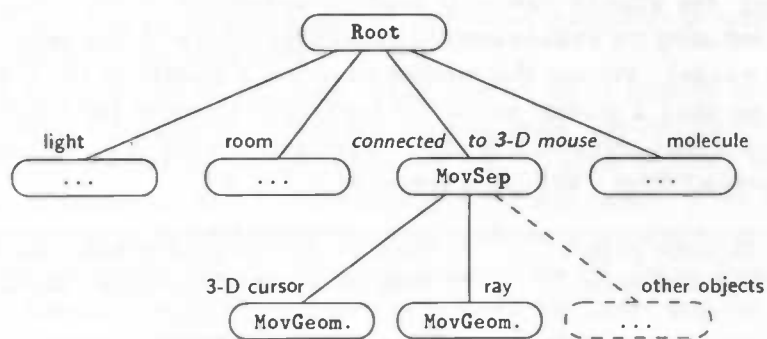 Root
light room connected to 3-D mouse molecule
... ... MovSep ...
3-D cursor ray other objects
MovGeom. MovGeom. ...